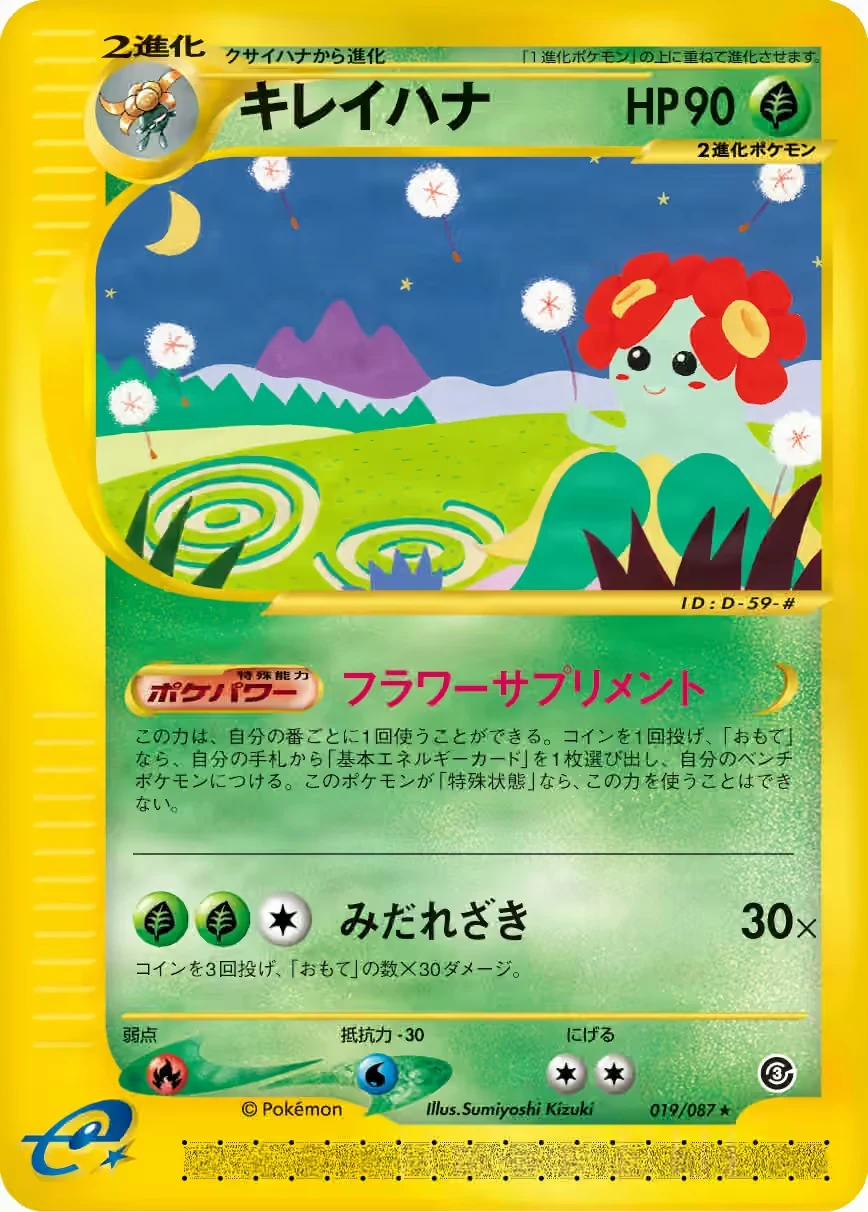 2進化
クサイハナから進化
「1進化ポケモン」の上に重ねて進化させます。
キレイハナ
HP90
2進化ポケモン
ID:D-59-#
特殊能力
ポケパワー
フラワーサプリメント
この力は、自分の番ごとに1回使うことができる。コインを1回投げ、「おもて」
なら、自分の手札から「基本エネルギーカード」を1枚選び出し、自分のベンチ
ポケモンにつける。このポケモンが「特殊状態」なら、この力を使うことはでき
ない。
みだれざき
30×
コインを3回投げ、「おもて」の数×30ダメージ。
弱点
抵抗力-30
にげる
3
© Pokémon
Illus.Sumiyoshi Kizuki
019/087★
e